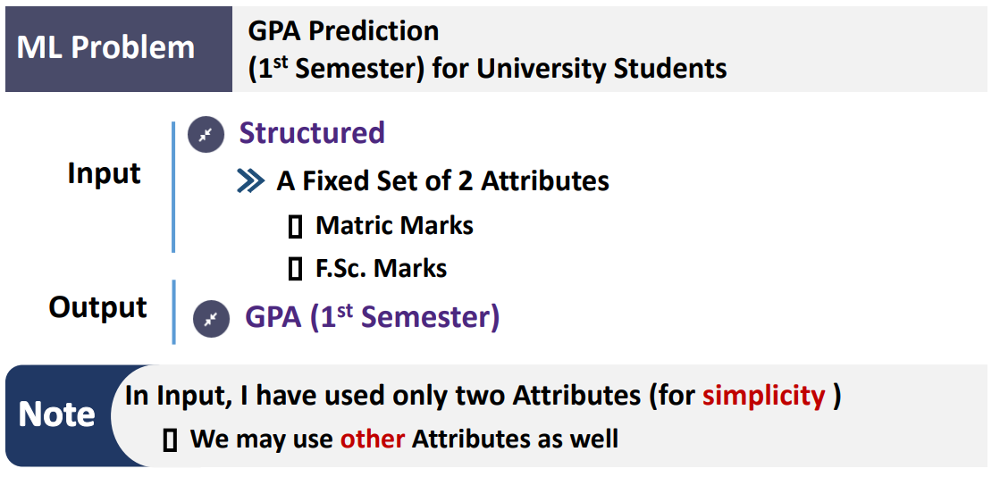 ML Problem
GPA Prediction
(1st Semester) for University Students
Input
Structured
A Fixed Set of 2 Attributes
Matric Marks
F.Sc. Marks
Output
GPA (1st Semester)
Note
In Input, I have used only two Attributes (for simplicity )
We may use other Attributes as well